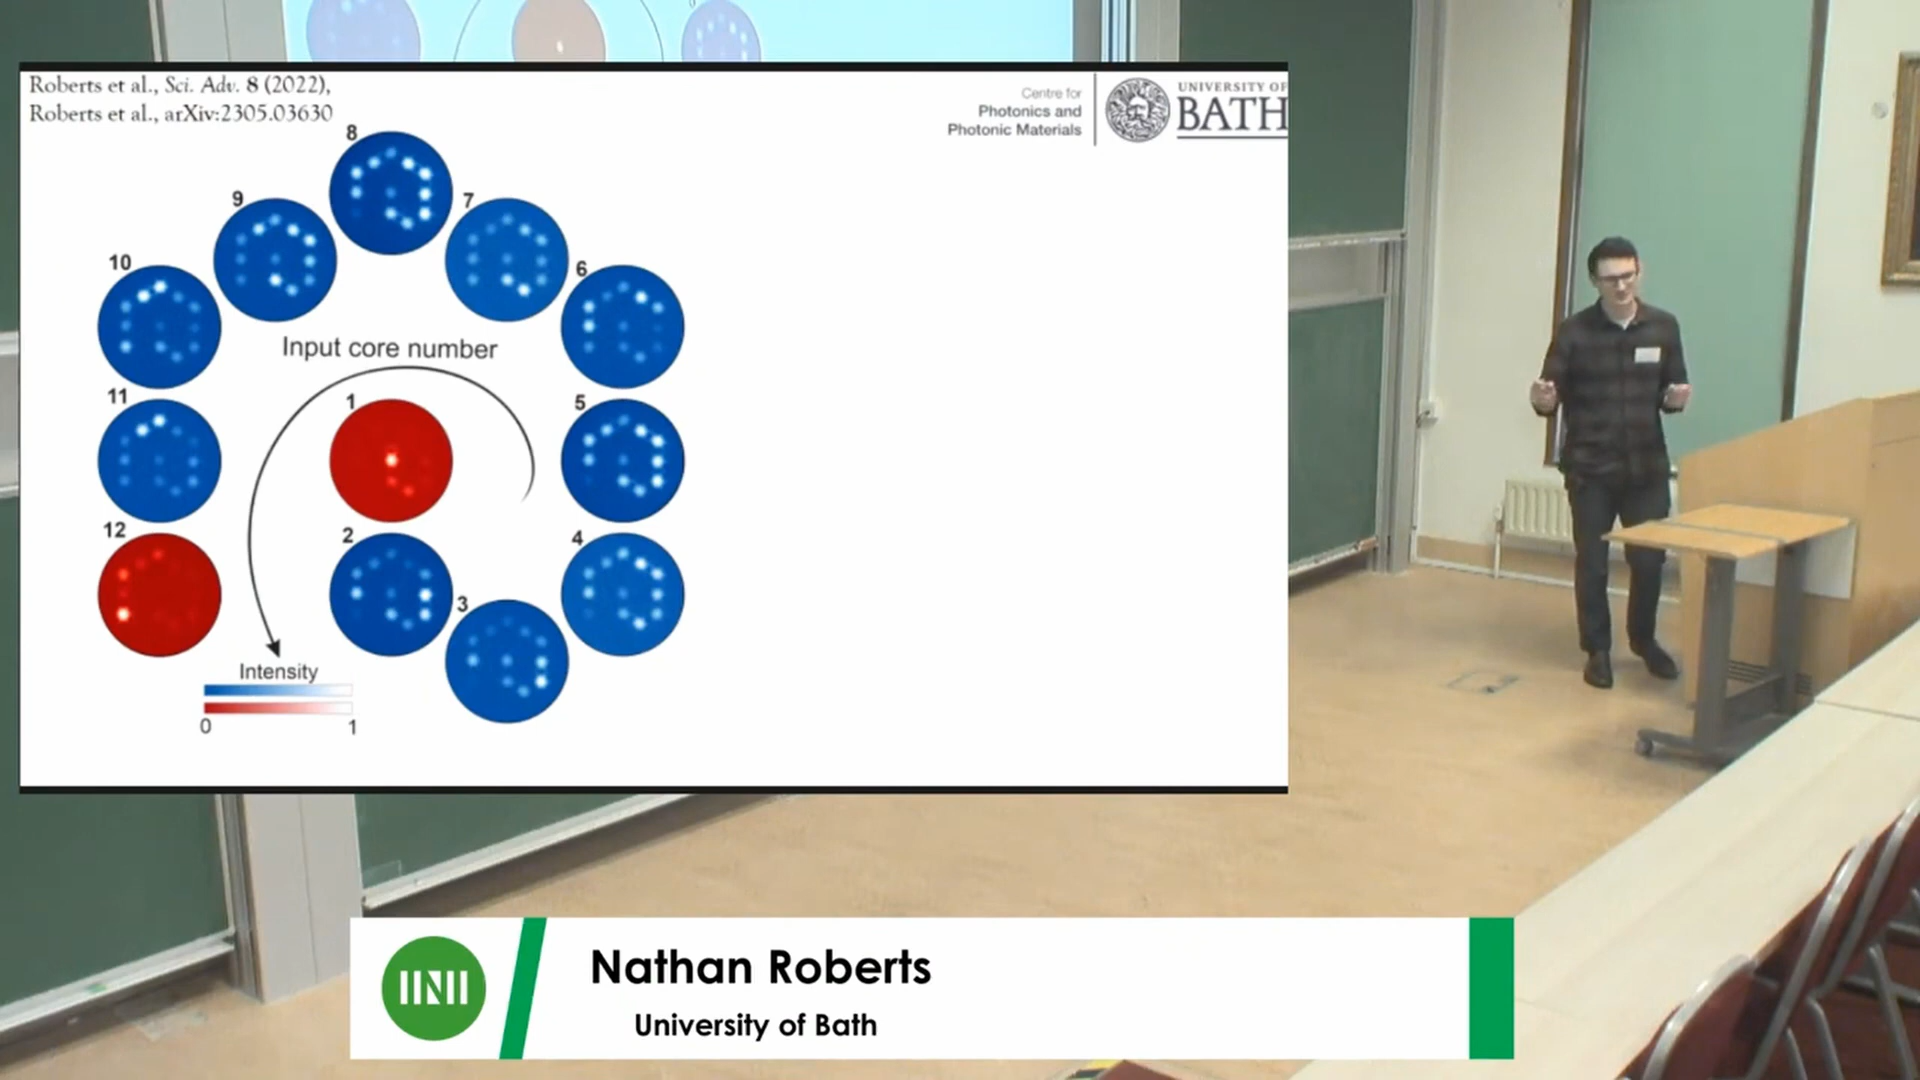 Roberts et al., Sci. Adv. 8 (2022),
Roberts et al., arXiv:2305.03630
Centre for
Photonics and
Photonic Materials
UNIVERSITY OF
BATH
8
9
7
10
6
Input core number
11
1
5
12
2
4
3
Intensity
0 1
Nathan Roberts
University of Bath